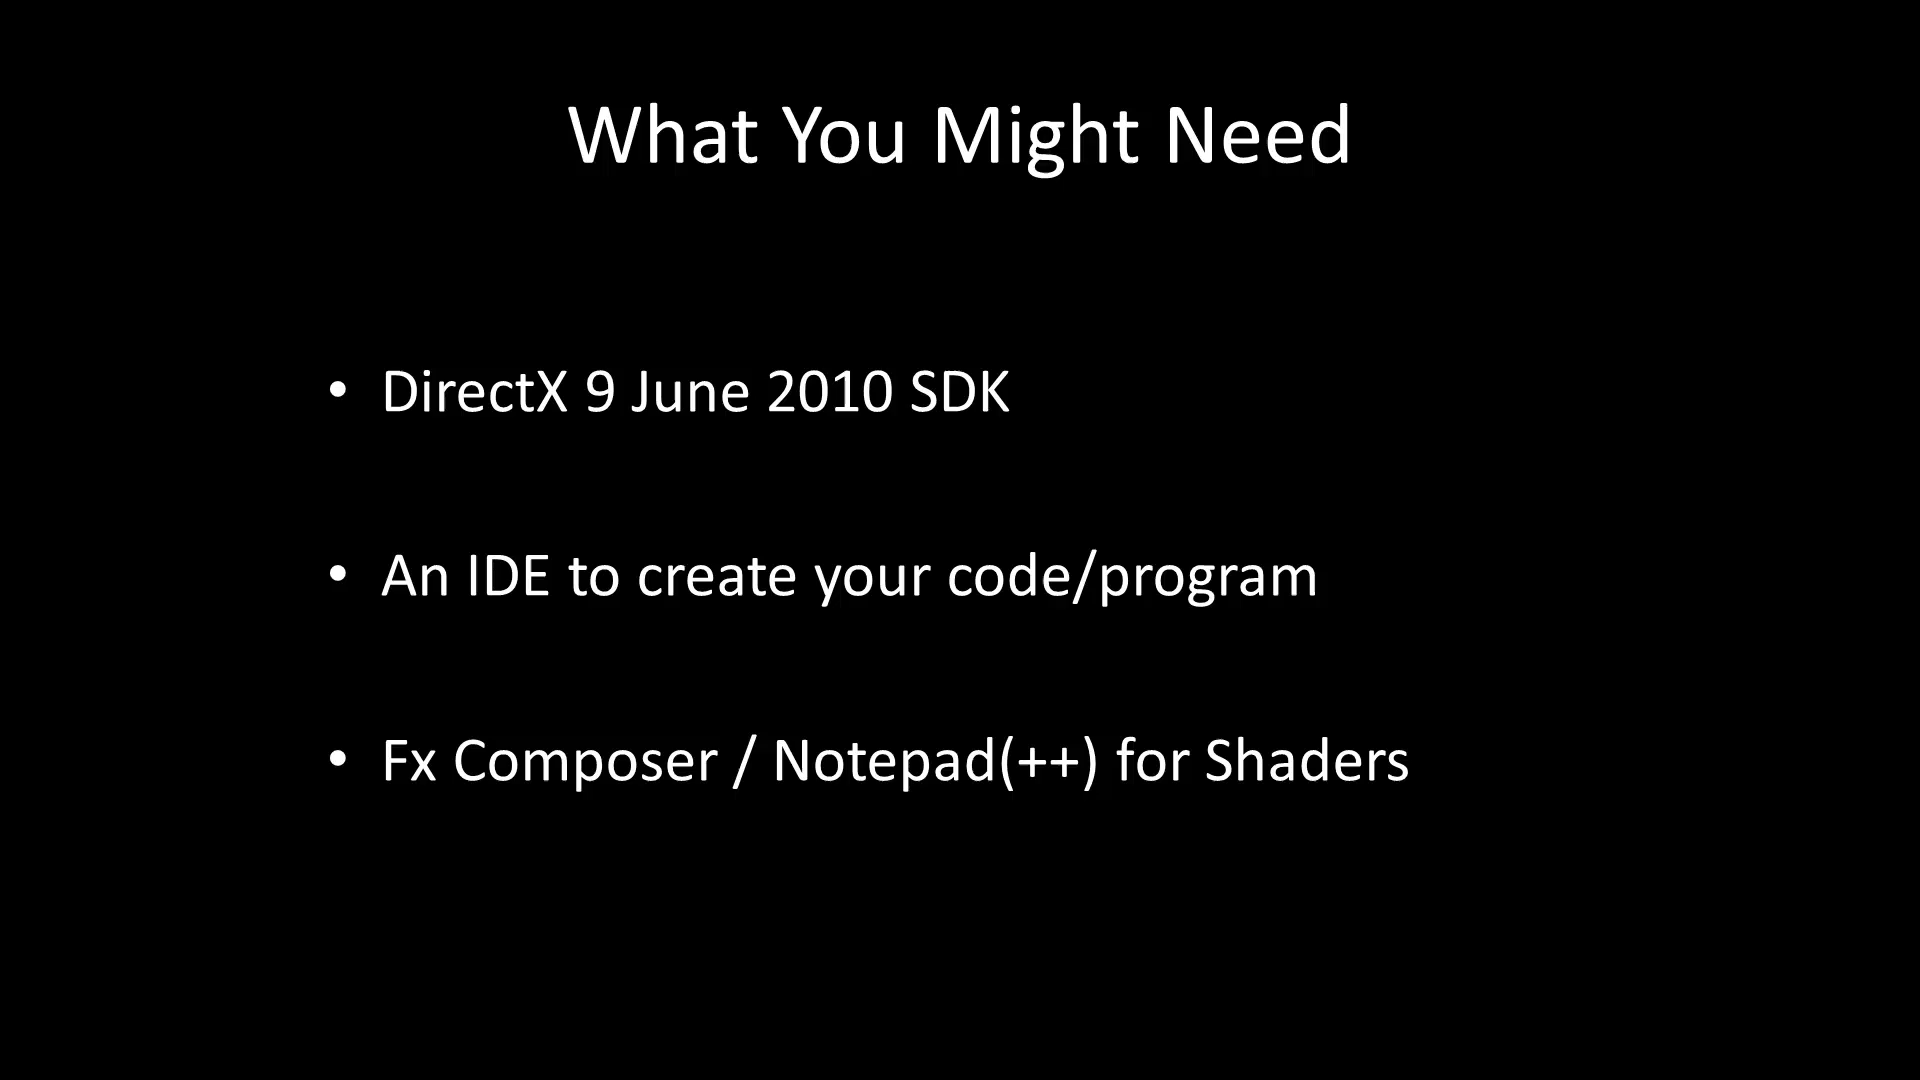 What You Might Need
• DirectX 9 June 2010 SDK
• An IDE to create your code/program
• Fx Composer / Notepad(++) for Shaders